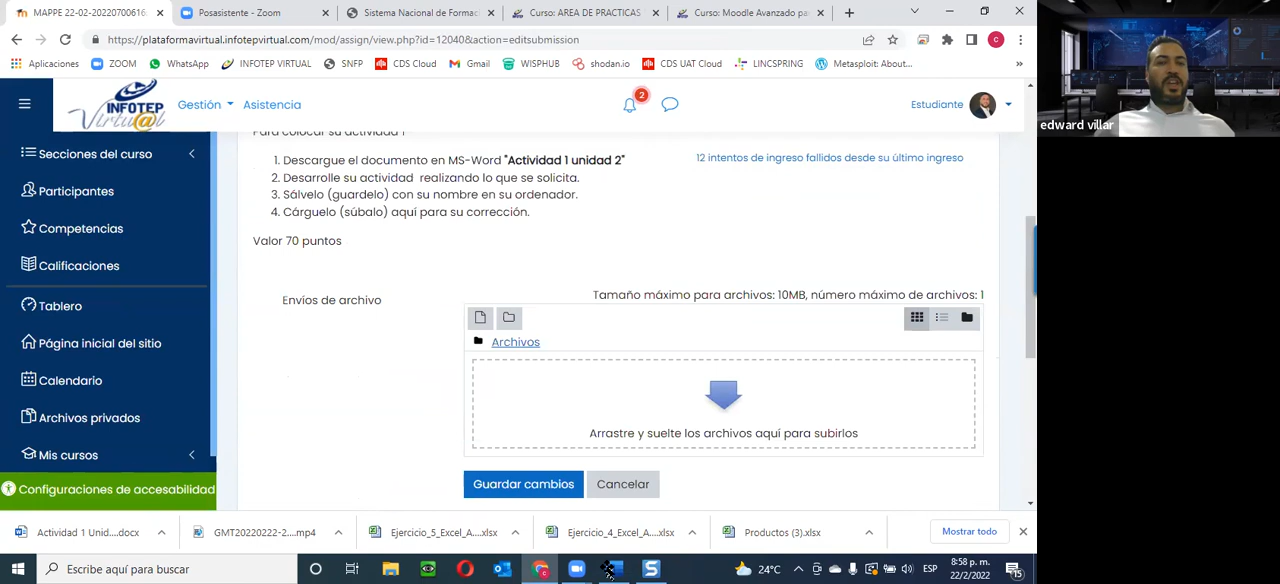 MAPPE 22-02-2022070061б
Posasistente - Zoom
Sistema Nacional de Formac
Curso: AREA DE PRACTICAS
Curso: Moodle Avanzado pa
https://plataformavirtual.infotepvirtual.com/mod/assign/view.php?id=12040&action=editsubmission
Aplicaciones
ZOOM
WhatsApp
INFOTEP VIRTUAL
SNFP
CDS Cloud
Gmail
WISPHUB
shodan.io
CDS UAT Cloud
LINCSPRING
Metasploit: About...
INFOTEP
Virtu@l
Gestión
Asistencia
2
Estudiante
edward villar
Para colocar su actividad 1
1. Descargue el documento en MS-Word "Actividad 1 unidad 2"
12 intentos de ingreso fallidos desde su último ingreso
2. Desarrolle su actividad realizando lo que se solicita.
3. Sálvelo (guardelo) con su nombre en su ordenador.
4. Cárguelo (súbalo) aquí para su corrección.
Valor 70 puntos
Secciones del curso
Participantes
Competencias
Calificaciones
Tablero
Página inicial del sitio
Calendario
Archivos privados
Mis cursos
Configuraciones de accesabilidad
Envíos de archivo
Tamaño máximo para archivos: 10MB, número máximo de archivos: 1
Archivos
Arrastre y suelte los archivos aquí para subirlos
Guardar cambios
Cancelar
Actividad 1 Unid....docx
GMT20220222-2....mp4
Ejercicio_5_Excel_A....xlsx
Ejercicio_4_Excel_A....xlsx
Productos (3).xlsx
Mostrar todo
Escribe aquí para buscar
24°C
ESP
8:58 p. m.
22/2/2022
15